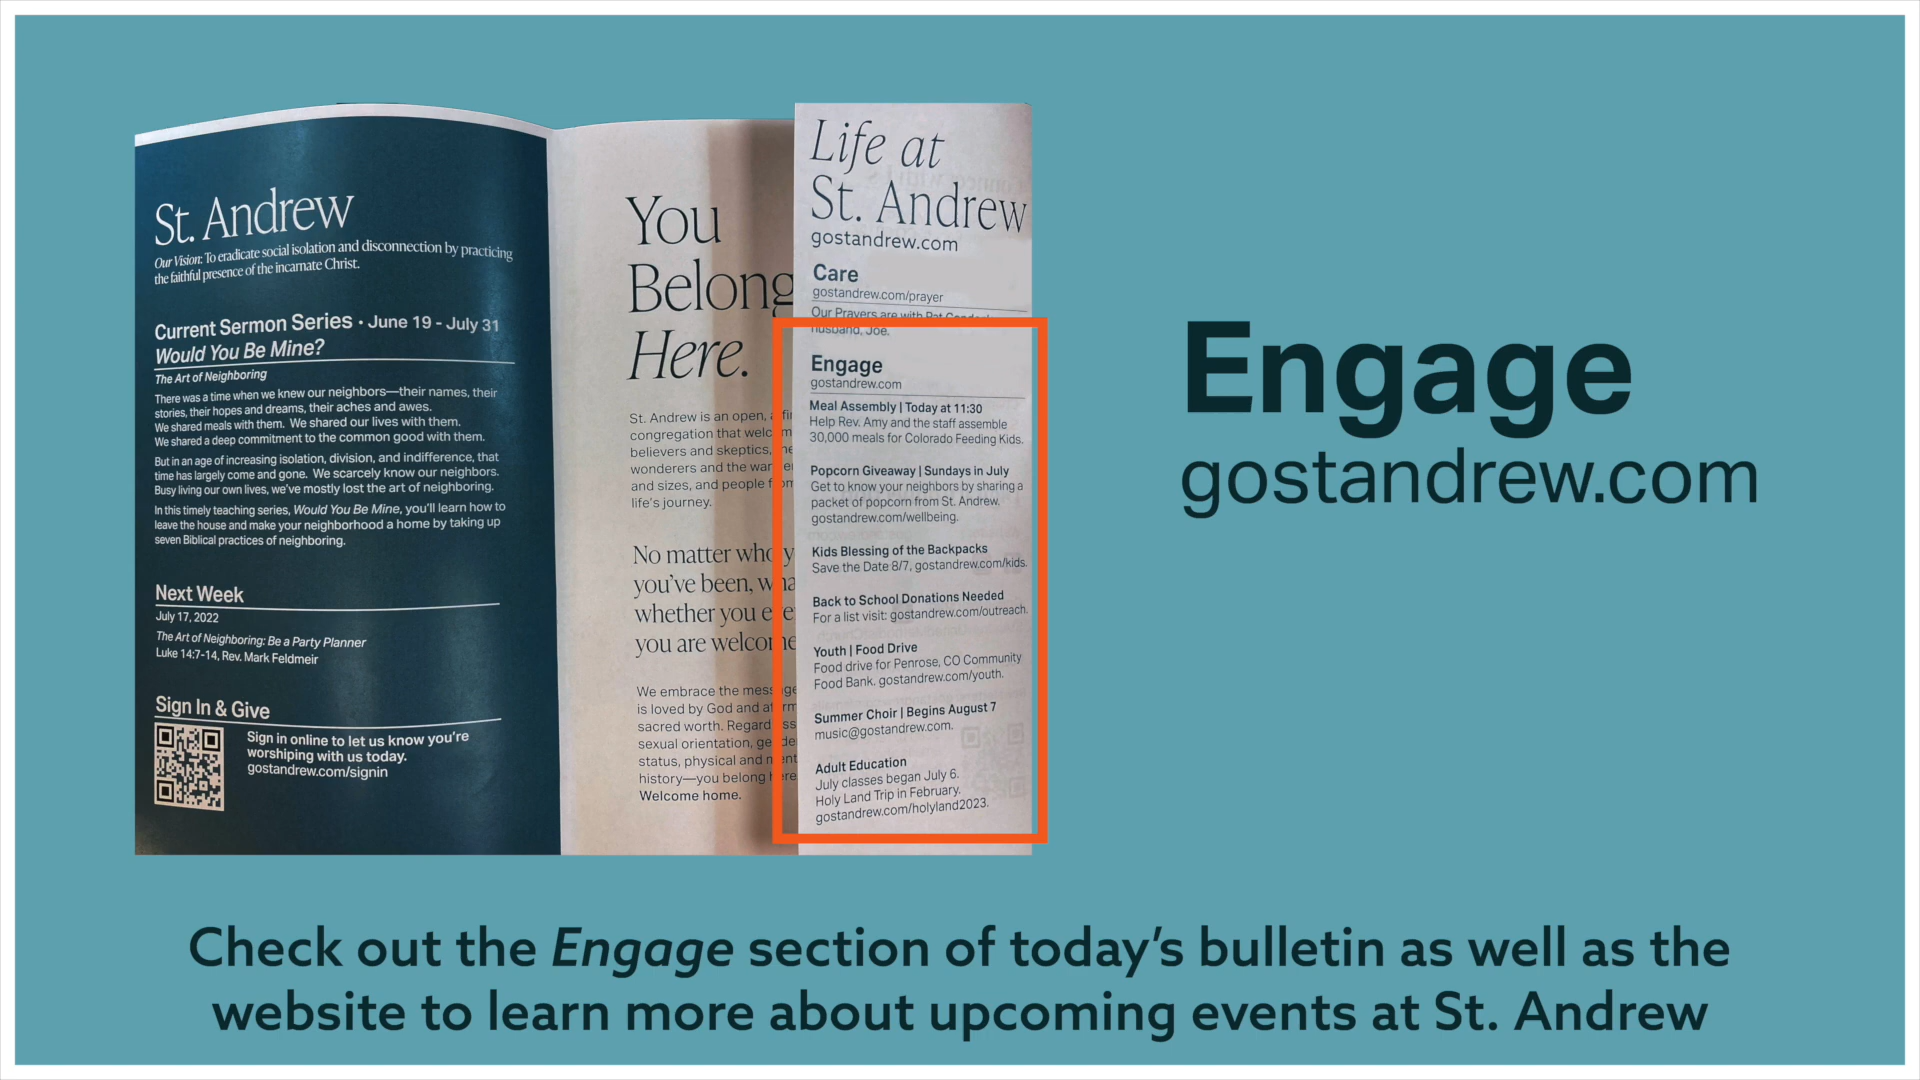 St. Andrew
Our Vision: To eradicate social isolation and disconnection by practicing
the faithful presence of the incarnate Christ.
Current Sermon Series • June 19 - July 31
Would You Be Mine?
The Art of Neighboring
There was a time when we knew our neighbors—their names, their
stories, their hopes and dreams, their aches and awes.
We shared meals with them. We shared our lives with them.
We shared a deep commitment to the common good with them.
But in an age of increasing isolation, division, and indifference, that
time has largely come and gone. We scarcely know our neighbors.
Busy living our own lives, we've mostly lost the art of neighboring.
In this timely teaching series, Would You Be Mine, you'll learn how to
leave the house and make your neighborhood a home by taking up
seven Biblical practices of neighboring.
Next Week
July 17, 2022
The Art of Neighboring: Be a Party Planner
Luke 14:7-14, Rev. Mark Feldmeir
Sign In & Give
Sign in online to let us know you're
worshiping with us today.
gostandrew.com/signin
You
Belong
Here.
St. Andrew is an open,
congregation that
believers and skeptics,
wonderers and the
and sizes, and people
life's journey.
No matter who
you've been,
whether you
you are
We embrace the
is loved by God and
sacred worth.
sexual orientation,
status, physical and
history—you belong
Welcome home.
Life at
St. Andrew
gostandrew.com
Care
gostandrew.com/prayer
Our Prayers are with Pat
husband, Joe.
Engage
gostandrew.com
Meal Assembly | Today at 11:30
Help Rev. Amy and the staff assemble
30,000 meals for Colorado Feeding Kids.
Popcorn Giveaway | Sundays in July
Get to know your neighbors by sharing a
packet of popcorn from St. Andrew.
gostandrew.com/wellbeing.
Kids Blessing of the Backpacks
Save the Date 8/7, gostandrew.com/kids.
Back to School Donations Needed
For a list visit: gostandrew.com/outreach.
Youth | Food Drive
Food drive for Penrose, CO Community
Food Bank. gostandrew.com/youth.
Summer Choir | Begins August 7
music@gostandrew.com.
Adult Education
July classes began July 6.
Holy Land Trip in February.
gostandrew.com/holyland2023.
Engage
gostandrew.com
Check out the Engage section of today's bulletin as well as the
website to learn more about upcoming events at St. Andrew